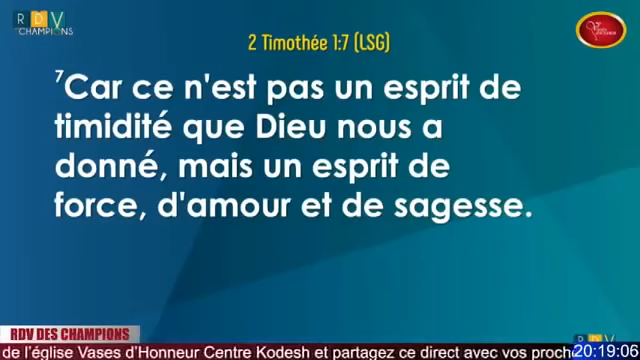 RDV
CHAMPIONS
2 Timothée 1:7 (LSG)
7Car ce n'est pas un esprit de
timidité que Dieu nous a
donné, mais un esprit de
force, d'amour et de sagesse.
RDV DES CHAMPIONS
RDV
de l'église Vases d'Honneur Centre Kodesh et partagez ce direct avec vos proch
20:19:06